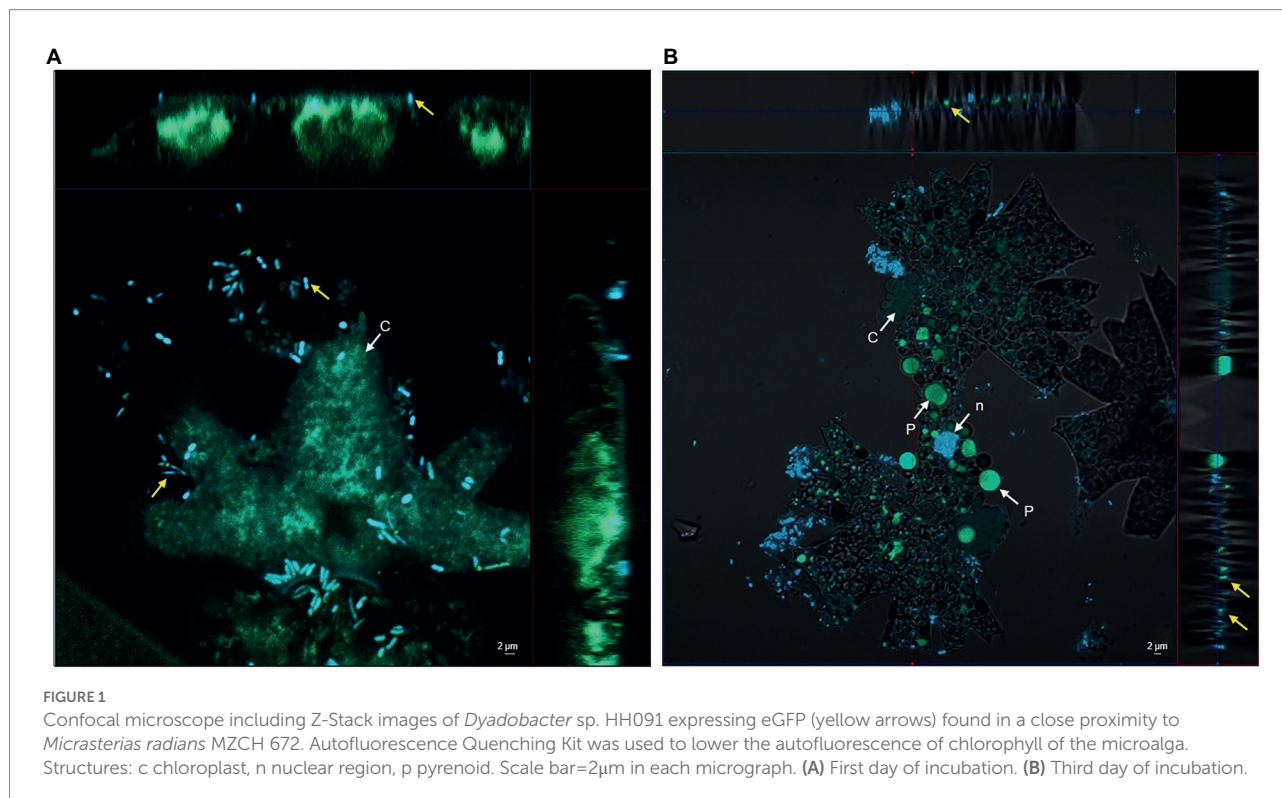 A
B
C
2 µm
C
P
n
P
2 µm
FIGURE 1
Confocal microscope including Z-Stack images of Dyadobacter sp. HH091 expressing eGFP (yellow arrows) found in a close proximity to
Micrasterias radians MZCH 672. Autofluorescence Quenching Kit was used to lower the autofluorescence of chlorophyll of the microalga.
Structures: c chloroplast, n nuclear region, p pyrenoid. Scale bar=2µm in each micrograph. (A) First day of incubation. (B) Third day of incubation.